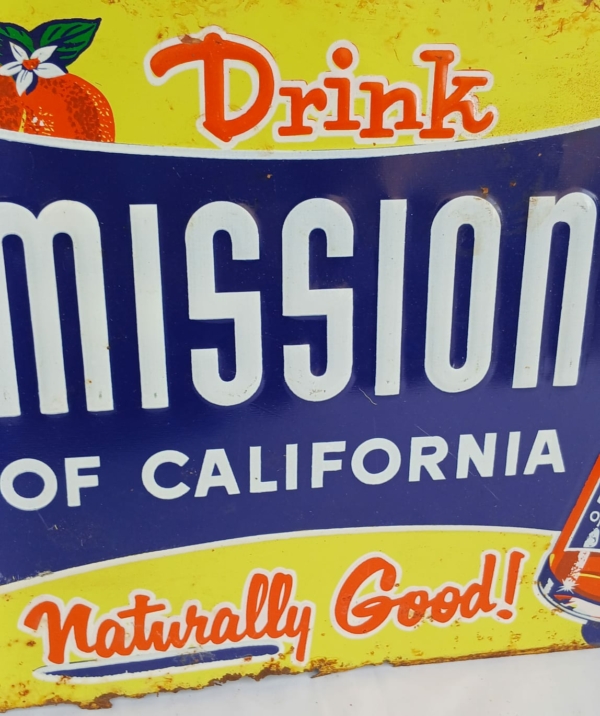 Drink
MISSION
OF CALIFORNIA
Naturally Good!